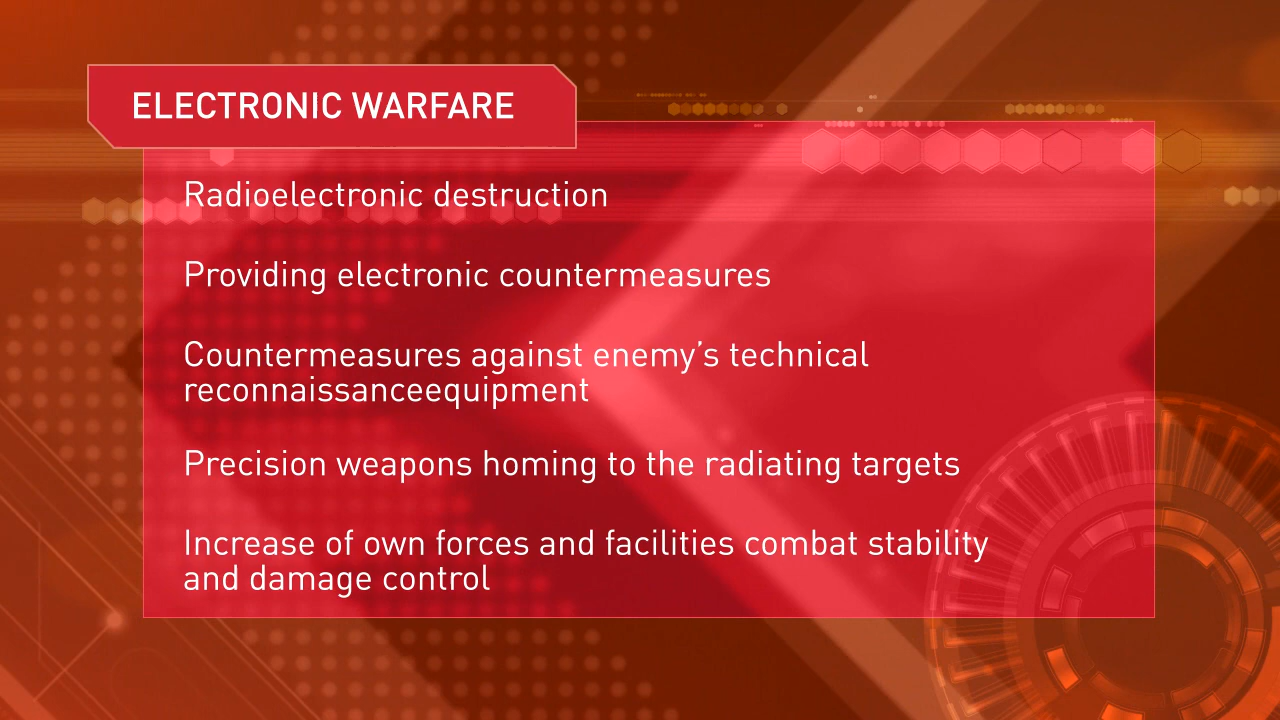 ELECTRONIC WARFARE
Radioelectronic destruction
Providing electronic countermeasures
Countermeasures against enemy’s technical
reconnaissanceequipment
Precision weapons homing to the radiating targets
Increase of own forces and facilities combat stability
and damage control